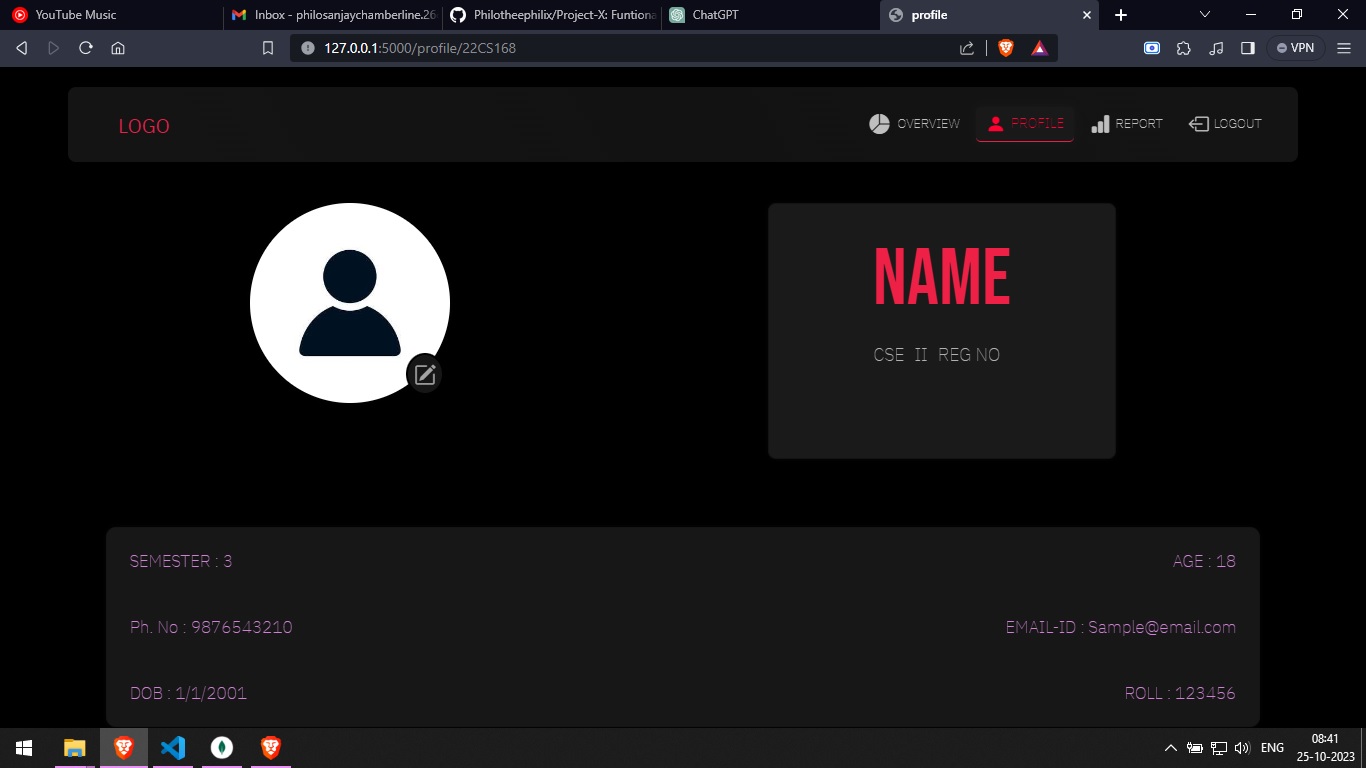 YouTube Music
Inbox - philosanjaychamberline.26
Philotheephilix/Project-X: Funtiona
ChatGPT
profile
127.0.0.1:5000/profile/22CS168
VPN
LOGO
OVERVIEW
PROFILE
REPORT
LOGOUT
NAME
CSE II REG NO
SEMESTER : 3
AGE : 18
Ph. No : 9876543210
EMAIL-ID : Sample@email.com
DOB : 1/1/2001
ROLL : 123456
ENG
08:41
25-10-2023